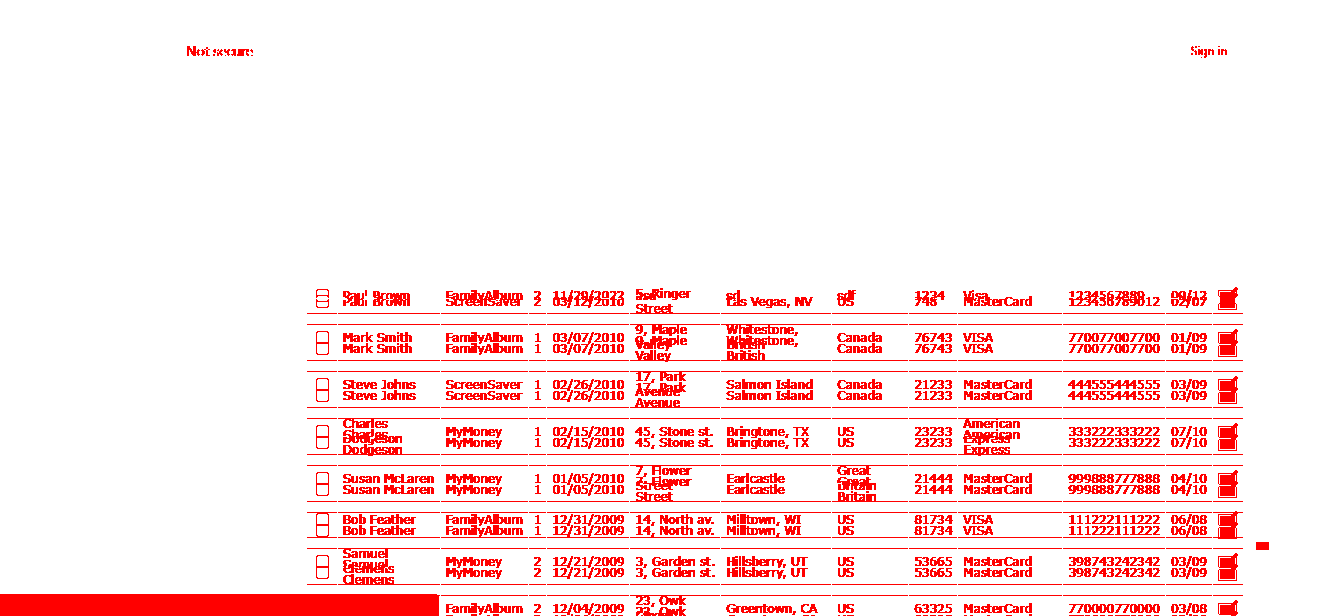 Not secure Sign in
Paul Brown FamilyAlbum 2 11/29/2022 5, Ringer Street sd sdf 1234 Visa 1234567889 09/12
Paul Brown ScreenSaver 2 03/12/2010 Las Vegas, NV US 748 MasterCard 123456789012 02/07
Mark Smith FamilyAlbum 1 03/07/2010 9, Maple Valley Whitestone, British Canada 76743 VISA 770077007700 01/09
Mark Smith FamilyAlbum 1 03/07/2010 9, Maple Valley Whitestone, British Canada 76743 VISA 770077007700 01/09
Steve Johns ScreenSaver 1 02/26/2010 17, Park Avenue Salmon Island Canada 21233 MasterCard 444555444555 03/09
Steve Johns ScreenSaver 1 02/26/2010 17, Park Avenue Salmon Island Canada 21233 MasterCard 444555444555 03/09
Charles Dodgeson MyMoney 1 02/15/2010 45, Stone st. Bringtone, TX US 23233 American Express 333222333222 07/10
Charles Dodgeson MyMoney 1 02/15/2010 45, Stone st. Bringtone, TX US 23233 American Express 333222333222 07/10
Susan McLaren MyMoney 1 01/05/2010 7, Flower Street Earlcastle Great Britain 21444 MasterCard 999888777888 04/10
Susan McLaren MyMoney 1 01/05/2010 7, Flower Street Earlcastle Great Britain 21444 MasterCard 999888777888 04/10
Bob Feather FamilyAlbum 1 12/31/2009 14, North av. Milltown, WI US 81734 VISA 111222111222 06/08
Bob Feather FamilyAlbum 1 12/31/2009 14, North av. Milltown, WI US 81734 VISA 111222111222 06/08
Samuel Clemens MyMoney 2 12/21/2009 3, Garden st. Hillsberry, UT US 53665 MasterCard 398743242342 03/09
Samuel Clemens MyMoney 2 12/21/2009 3, Garden st. Hillsberry, UT US 53665 MasterCard 398743242342 03/09
FamilyAlbum 2 12/04/2009 23, Owk Greentown, CA US 63325 MasterCard 770000770000 03/08